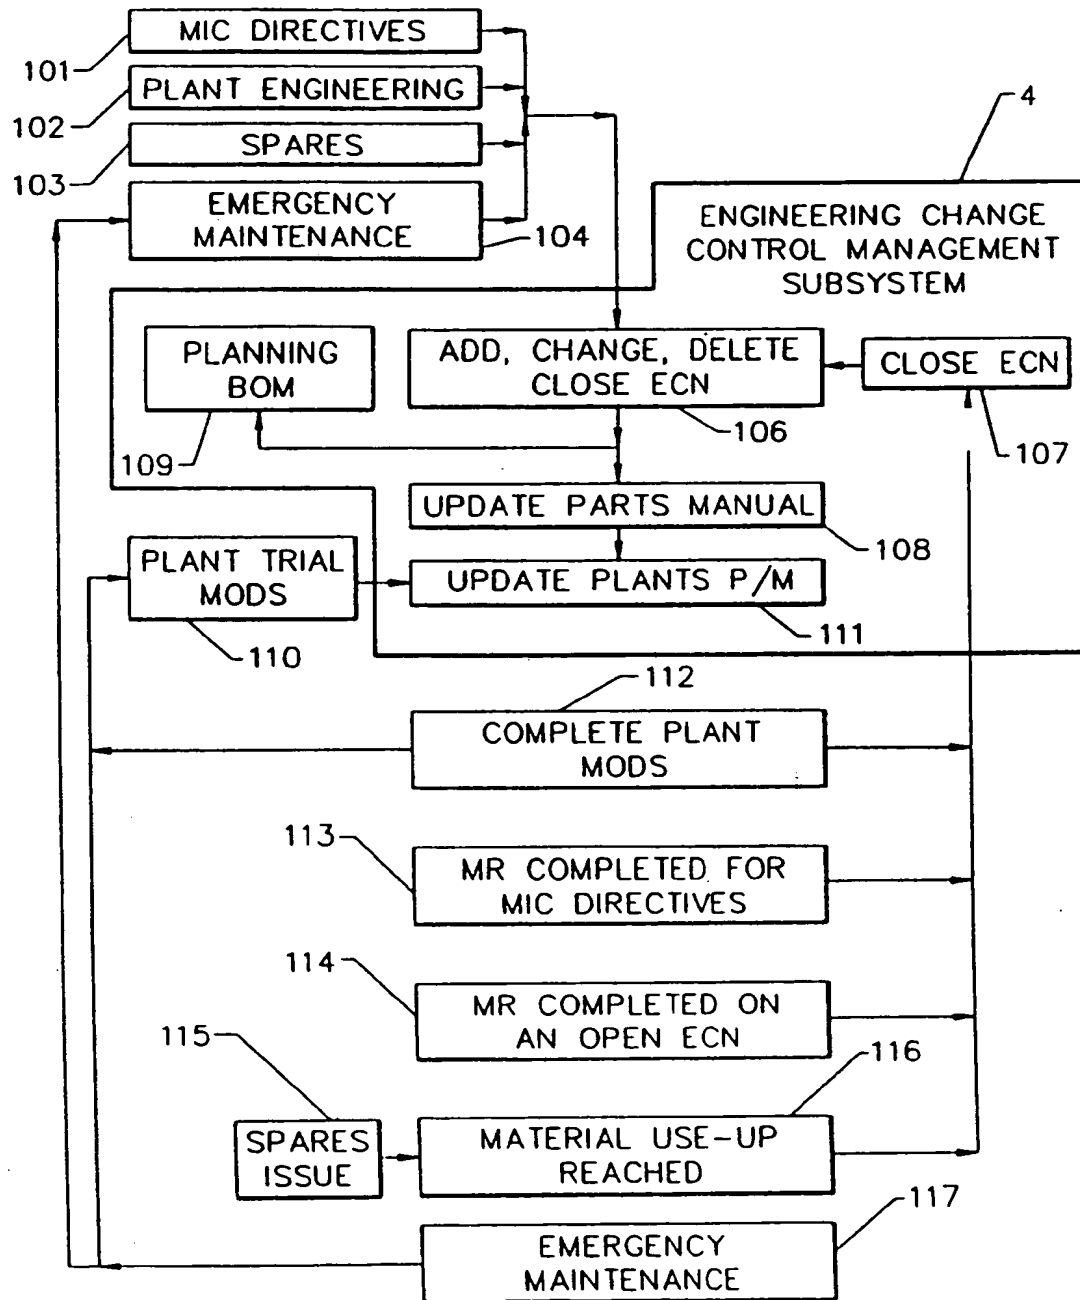 MIC DIRECTIVES
101
PLANT ENGINEERING
102
4
SPARES
103
EMERGENCY
MAINTENANCE
104
ENGINEERING CHANGE
CONTROL MANAGEMENT
SUBSYSTEM
PLANNING
BOM
109
ADD, CHANGE, DELETE
CLOSE ECN
106
CLOSE ECN
107
UPDATE PARTS MANUAL
108
PLANT TRIAL
MODS
110
UPDATE PLANTS P/M
111
112
COMPLETE PLANT
MODS
113
MR COMPLETED FOR
MIC DIRECTIVES
114
MR COMPLETED ON
AN OPEN ECN
115
116
SPARES
ISSUE
MATERIAL USE-UP
REACHED
117
EMERGENCY
MAINTENANCE